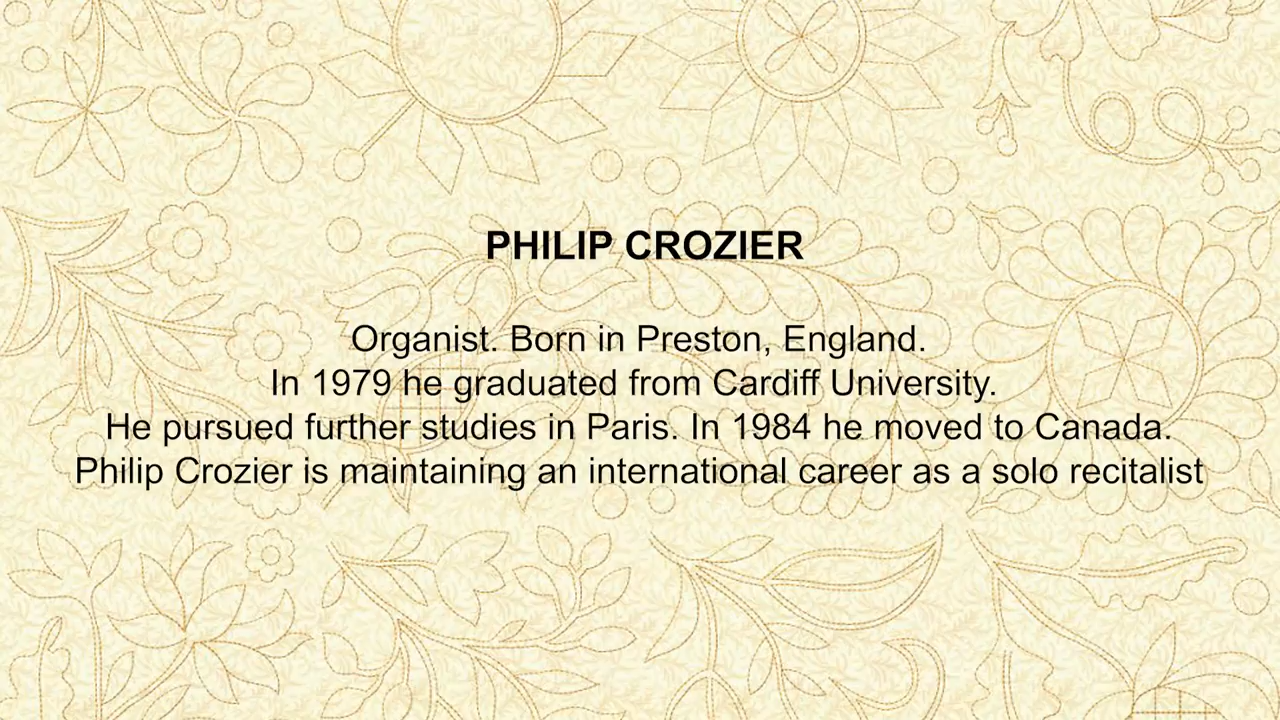 PHILIP CROZIER
Organist. Born in Preston, England.
In 1979 he graduated from Cardiff University.
He pursued further studies in Paris. In 1984 he moved to Canada.
Philip Crozier is maintaining an international career as a solo recitalist